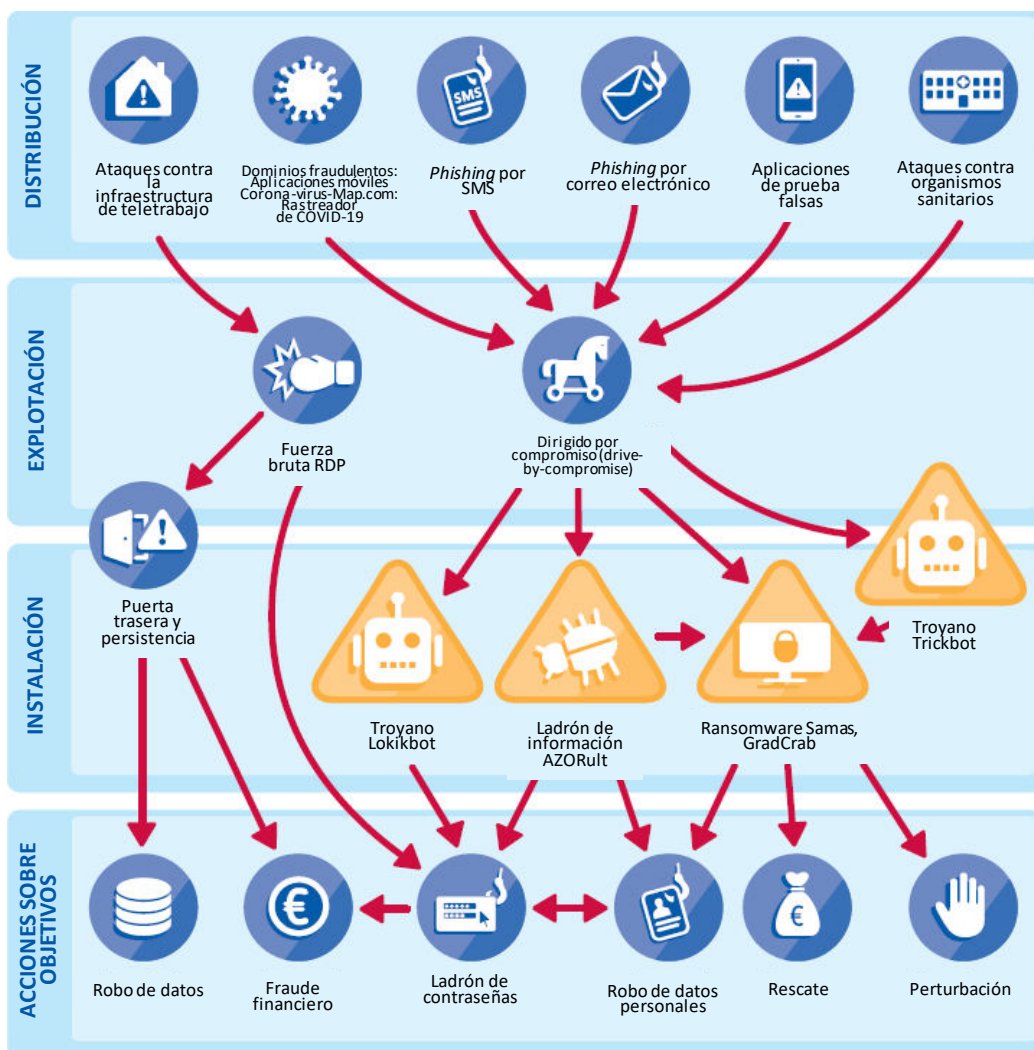 DISTRIBUCIÓN
SMS
Ataques contra
la
infraestructura
de teletrabajo
Dominios fraudulentos:
Aplicaciones móviles
Corona-virus-Map.com:
Rastreador
de COVID-19
Phishing por
SMS
Phishing por
correo electrónico
Aplicaciones
de prueba
falsas
Ataques contra
organismos
sanitarios
EXPLOTACIÓN
Fuerza
bruta RDP
Dirigido por
compromiso (drive-
by-compromise)
INSTALACIÓN
Puerta
trasera y
persistencia
Troyano
Lokikbot
Ladrón de
información
AZORult
Ransomware Samas,
GradCrab
Troyano
Trickbot
ACCIONES SOBRE
OBJETIVOS
€
€
Robo de datos
Fraude
financiero
Ladrón de
contraseñas
Robo de datos
personales
Rescate
Perturbación